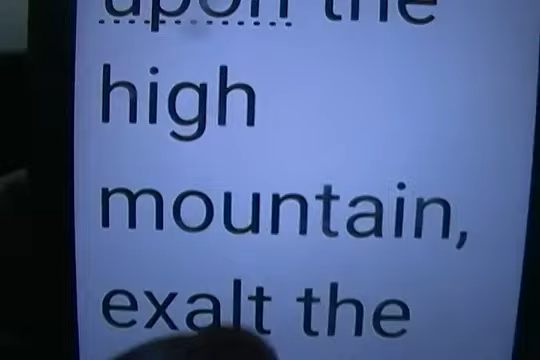 upon the
high
mountain,
exalt the